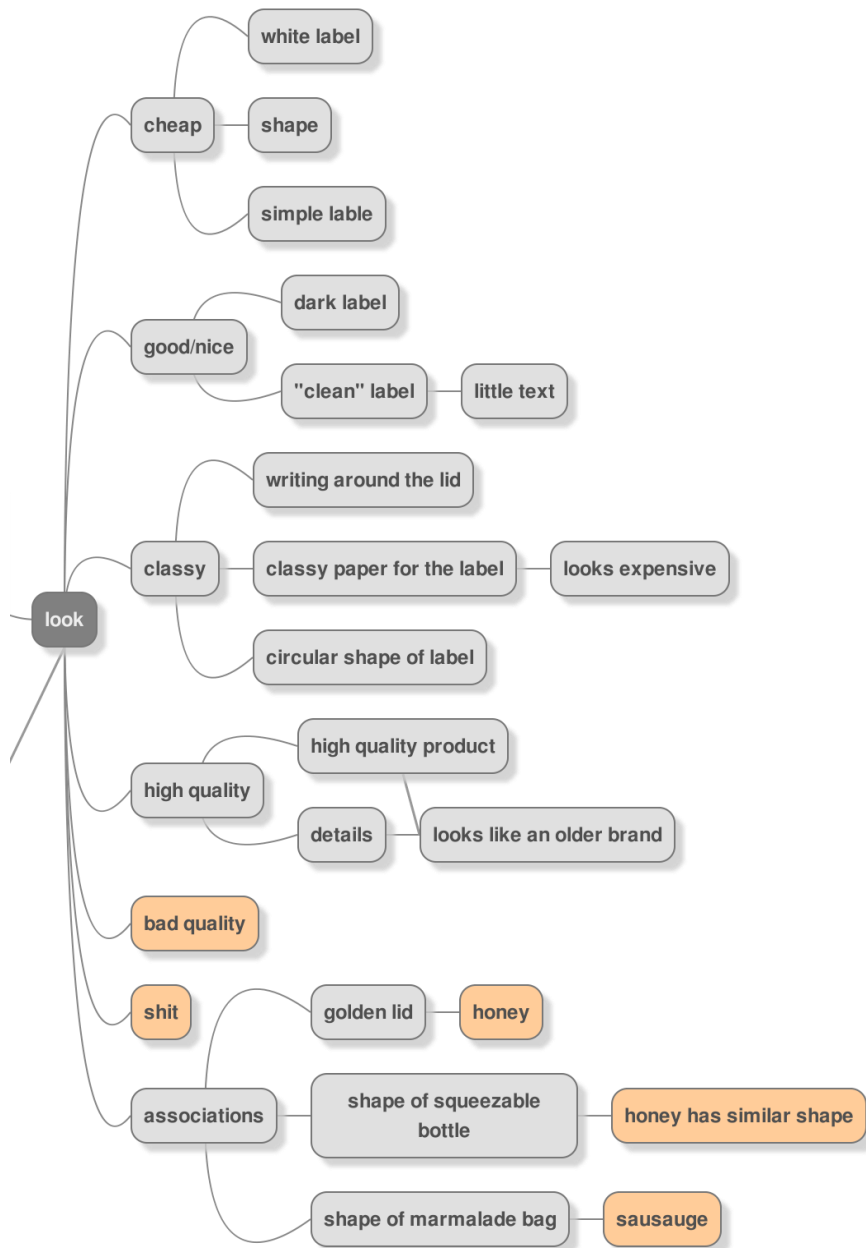 white label
cheap
shape
simple lable
dark label
good/nice
"clean" label
little text
writing around the lid
classy
classy paper for the label
looks expensive
look
circular shape of label
high quality product
high quality
details
looks like an older brand
bad quality
shit
golden lid
honey
associations
shape of squeezable
bottle
honey has similar shape
shape of marmalade bag
sausauge